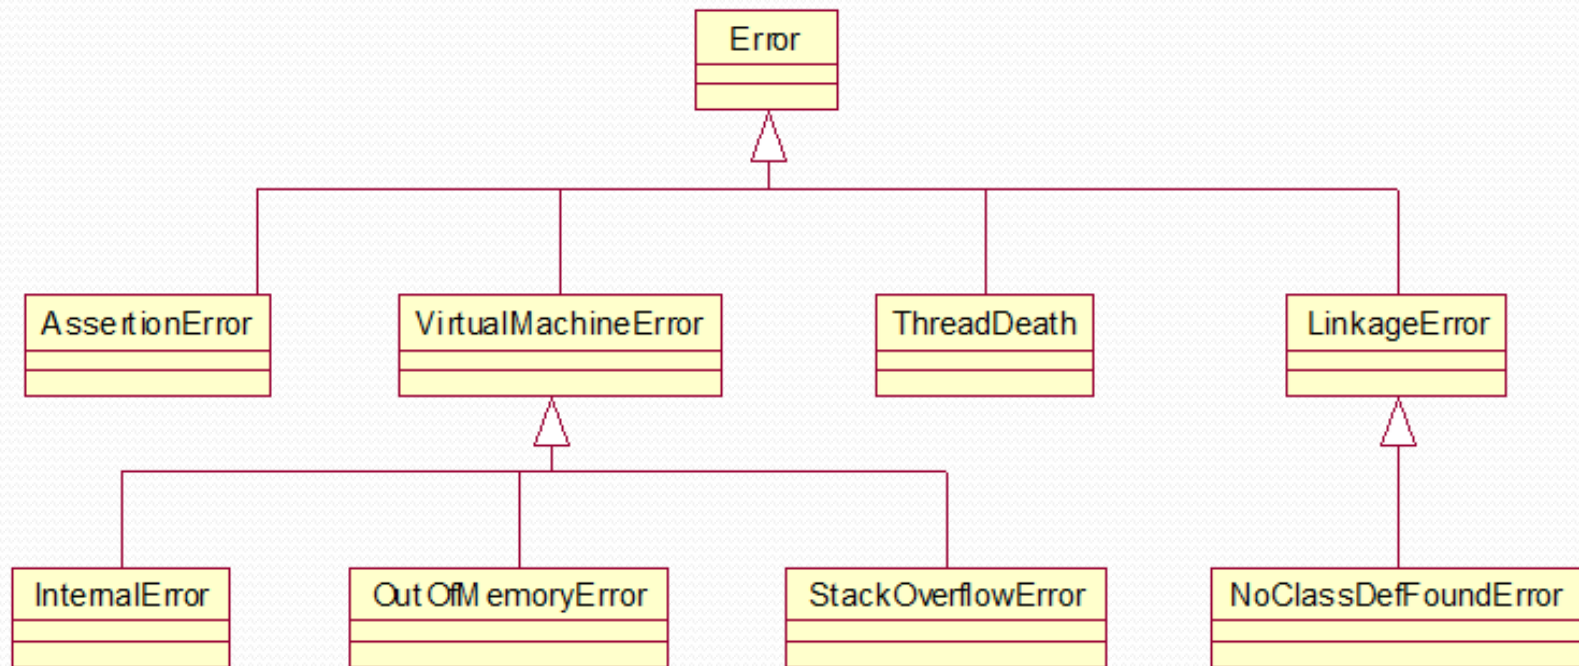 Error
AssertionError
VirtualMachineError
ThreadDeath
LinkageError
InternalError
OutOfMemoryError
StackOverflowError
NoClassDefFoundError